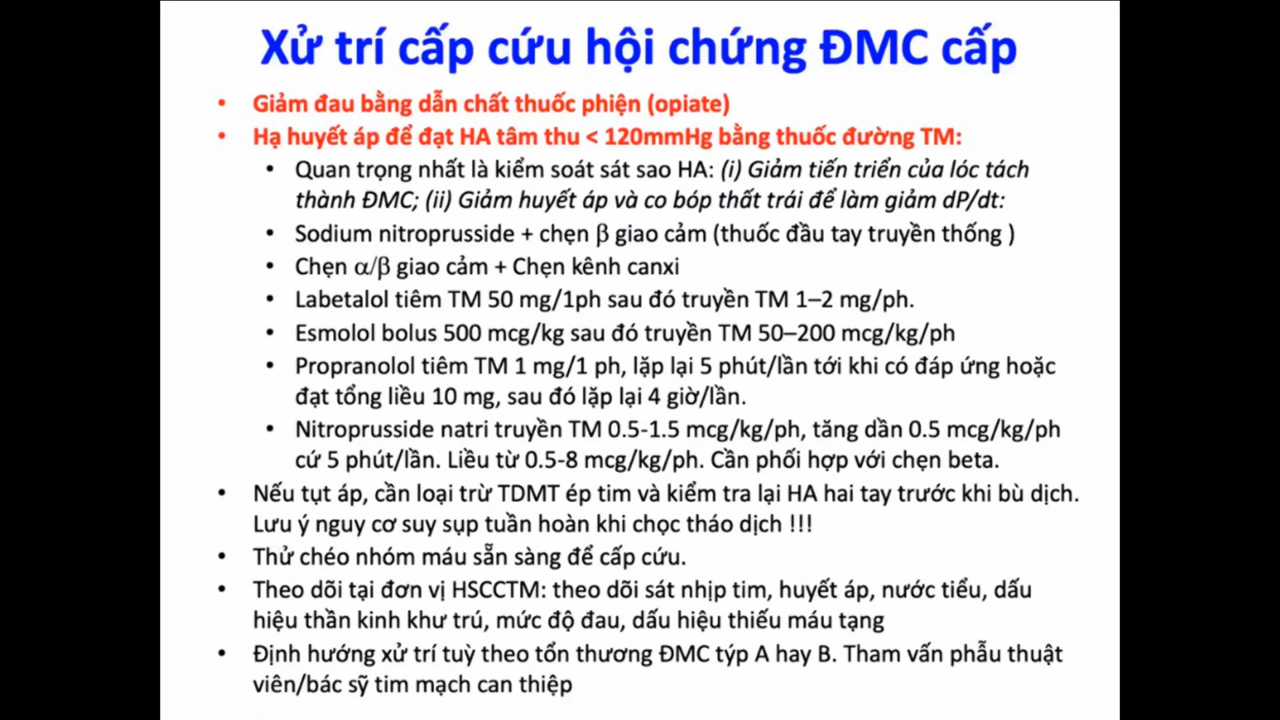 Xử trí cấp cứu hội chứng ĐMC cấp
• Giảm đau bằng dẫn chất thuốc phiện (opiate)
• Hạ huyết áp để đạt HA tâm thu < 120mmHg bằng thuốc đường TM:
• Quan trọng nhất là kiểm soát sát sao HA: (i) Giảm tiến triển của lóc tách
thành ĐMC; (ii) Giảm huyết áp và co bóp thất trái để làm giảm dP/dt:
• Sodium nitroprusside + chẹn β giao cảm (thuốc đầu tay truyền thống )
• Chẹn α/β giao cảm + Chẹn kênh canxi
• Labetalol tiêm TM 50 mg/1ph sau đó truyền TM 1–2 mg/ph.
• Esmolol bolus 500 mcg/kg sau đó truyền TM 50–200 mcg/kg/ph
• Propranolol tiêm TM 1 mg/1 ph, lặp lại 5 phút/lần tới khi có đáp ứng hoặc
đạt tổng liều 10 mg, sau đó lặp lại 4 giờ/lần.
• Nitroprusside natri truyền TM 0.5-1.5 mcg/kg/ph, tăng dần 0.5 mcg/kg/ph
cứ 5 phút/lần. Liều từ 0.5-8 mcg/kg/ph. Cần phối hợp với chẹn beta.
• Nếu tụt áp, cần loại trừ TDMT ép tim và kiểm tra lại HA hai tay trước khi bù dịch.
Lưu ý nguy cơ suy sụp tuần hoàn khi chọc tháo dịch !!!
• Thử chéo nhóm máu sẵn sàng để cấp cứu.
• Theo dõi tại đơn vị HSCCTM: theo dõi sát nhịp tim, huyết áp, nước tiểu, dấu
hiệu thần kinh khư trú, mức độ đau, dấu hiệu thiếu máu tạng
• Định hướng xử trí tuỳ theo tổn thương ĐMC týp A hay B. Tham vấn phẫu thuật
viên/bác sỹ tim mạch can thiệp